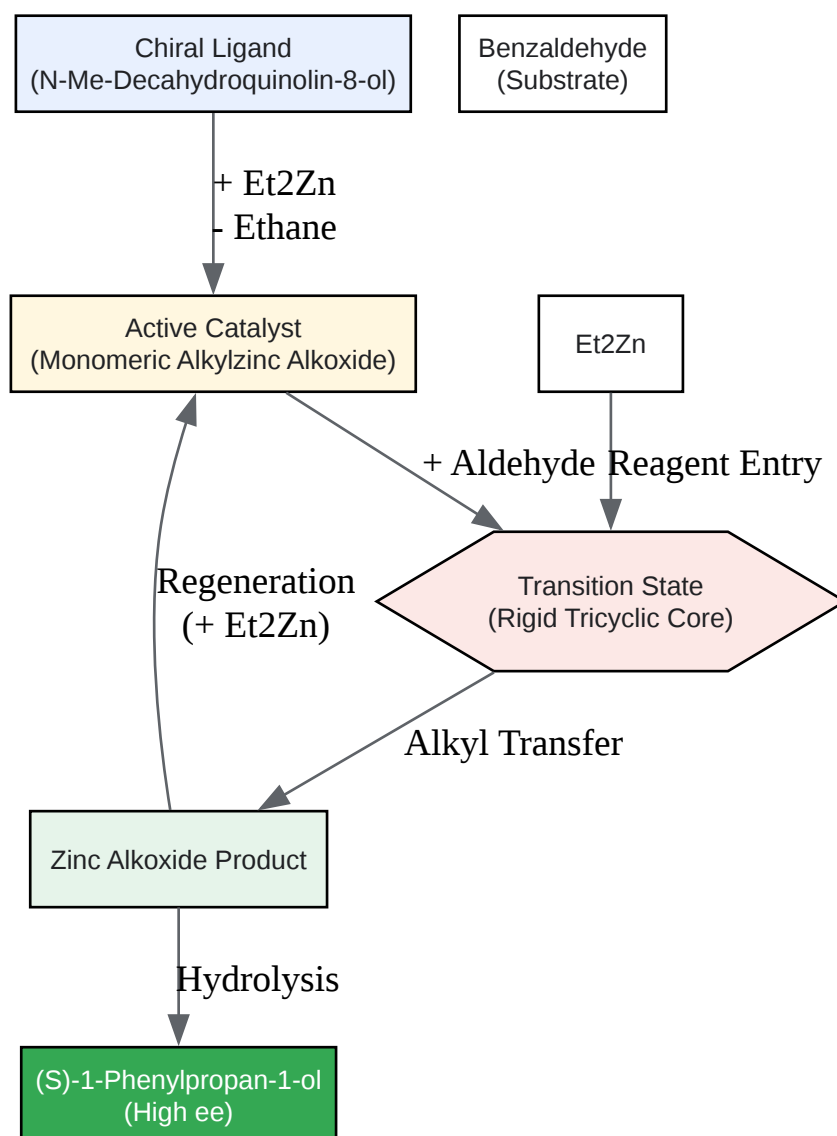 Chiral Ligand
(N-Me-Decahydroquinolin-8-ol)
Benzaldehyde
(Substrate)
+ Et2Zn
- Ethane
Active Catalyst
(Monomeric Alkylzinc Alkoxide)
Et2Zn
+ Aldehyde
Reagent Entry
Transition State
(Rigid Tricyclic Core)
Regeneration
(+ Et2Zn)
Alkyl Transfer
Zinc Alkoxide Product
Hydrolysis
(S)-1-Phenylpropan-1-ol
(High ee)